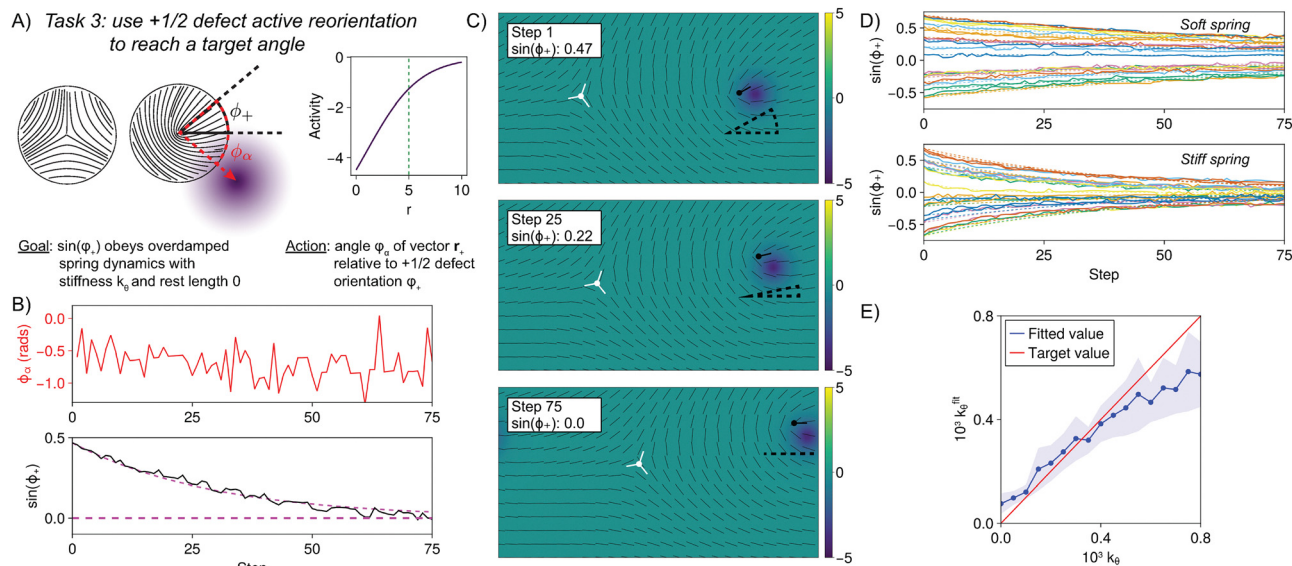 A) Task 3: use +1/2 defect active reorientation
to reach a target angle
ϕ+
ϕα
Activity
0
−2
−4
0
5
10
r
Goal: sin(φ+) obeys overdamped
spring dynamics with
stiffness kθ and rest length 0
Action: angle φα of vector r+
relative to +1/2 defect
orientation φ+
B)
ϕα (rads)
0.0
−0.5
−1.0
0
25
50
75
sin(ϕ+)
0.5
0.0
0
25
50
75
C)
Step 1
sin(ϕ+): 0.47
5
0
−5
Step 25
sin(ϕ+): 0.22
5
0
−5
Step 75
sin(ϕ+): 0.0
5
0
−5
D)
Soft spring
sin(ϕ+)
0.5
0.0
−0.5
0
25
50
75
Stiff spring
sin(ϕ+)
0.5
0.0
−0.5
0
25
50
75
Step
E)
Fitted value
Target value
10³ kθfit
0.8
0.4
0.0
0.0
0.4
0.8
10³ kθ